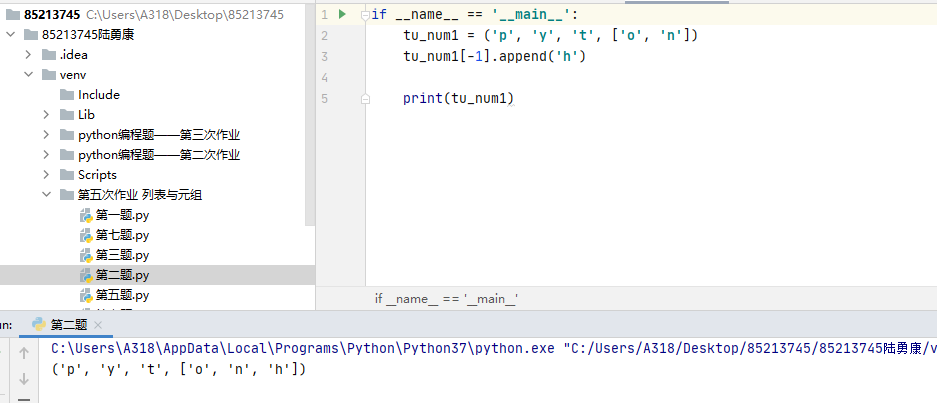 85213745 C:\Users\A318\Desktop\85213745
85213745陆勇康
.idea
venv
Include
Lib
python编程题——第三次作业
python编程题——第二次作业
Scripts
第五次作业 列表与元组
第一题.py
第七题.py
第三题.py
第二题.py
第五题.py
1 if __name__ == '__main__':
2 tu_num1 = ('p', 'y', 't', ['o', 'n'])
3 tu_num1[-1].append('h')
4
5 print(tu_num1)
if __name__ == '__main__'
un: 第二题
C:\Users\A318\AppData\Local\Programs\Python\Python37\python.exe "C:/Users/A318/Desktop/85213745/85213745陆勇康/v
('p', 'y', 't', ['o', 'n', 'h'])